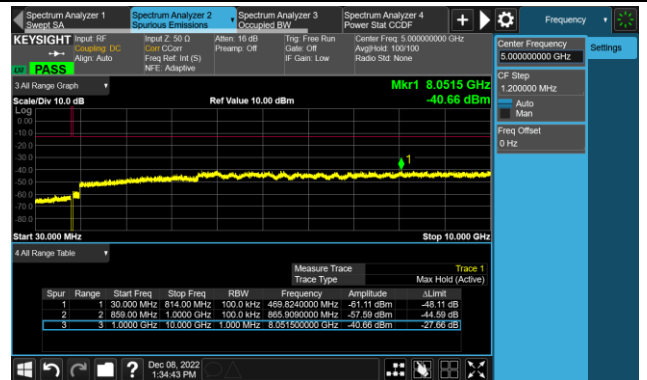 Spectrum Analyzer 1
Swept SA
Spectrum Analyzer 2
Spurious Emissions
Spectrum Analyzer 3
Occupied BW
Spectrum Analyzer 4
Power Stat CCDF
Frequency
KEYSIGHT Input: RF
Coupling: DC
Align: Auto
Input Z: 50 Ω
Corr CCorr
Freq Ref: Int (S)
NFE: Adaptive
Atten: 16 dB
Preamp: Off
Trig: Free Run
Gate: Off
IF Gain: Low
Center Freq: 5.000000000 GHz
Avg|Hold: 100/100
Radio Std: None
LM PASS
Center Frequency
5.000000000 GHz
Settings
CF Step
1.200000 MHz
Auto
Man
Freq Offset
0 Hz
3 All Range Graph
Mkr1 8.0515 GHz
Scale/Div 10.0 dB Ref Value 10.00 dBm -40.66 dBm
Log
0.00
-10.0
-20.0
-30.0
-40.0
-50.0
-60.0
-70.0
-80.0
1
Start 30.000 MHz Stop 10.000 GHz
4 All Range Table
Measure Trace Trace 1
Trace Type Max Hold (Active)
Spur Range Start Freq Stop Freq RBW Frequency Amplitude ΔLimit
1 1 30.000 MHz 814.00 MHz 100.0 kHz 469.824000 MHz -61.11 dBm -48.11 dB
2 2 859.00 MHz 1.0000 GHz 100.0 kHz 865.9090000 MHz -57.59 dBm -44.59 dB
3 3 1.0000 GHz 10.000 GHz 1.000 MHz 8.051500000 GHz -40.66 dBm -27.66 dB
Dec 08, 2022
1:34:43 PM